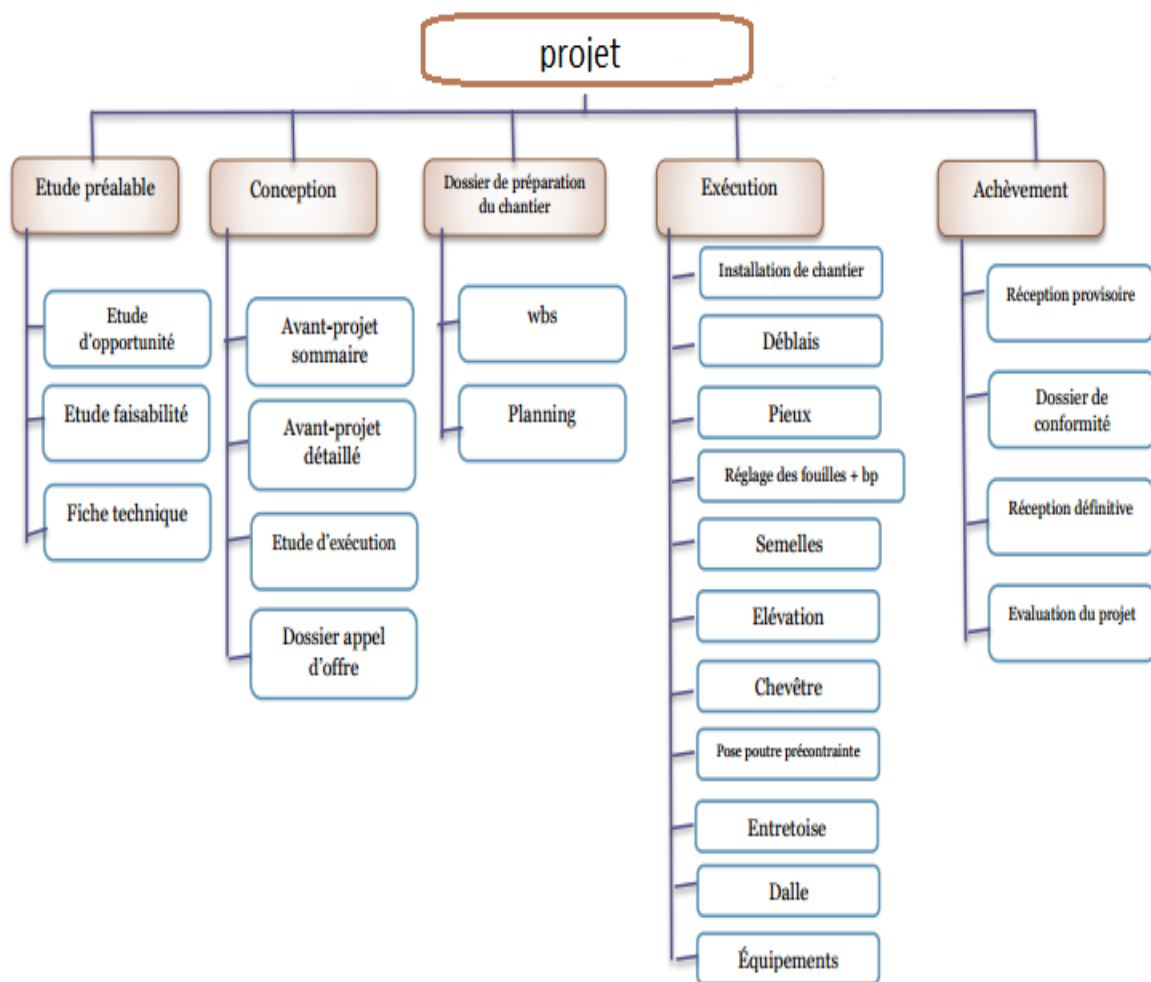 projet
Etude préalable
Conception
Dossier de préparation
du chantier
Exécution
Achèvement
Etude
d'opportunité
Etude faisabilité
Fiche technique
Avant-projet
sommaire
Avant-projet
détaillé
Etude d'exécution
Dossier appel
d'offre
wbs
Planning
Installation de chantier
Déblais
Pieux
Réglage des fouilles + bp
Semelles
Elévation
Chevêtre
Pose poutre précontrainte
Entretoise
Dalle
Équipements
Réception provisoire
Dossier de
conformité
Réception définitive
Evaluation du projet